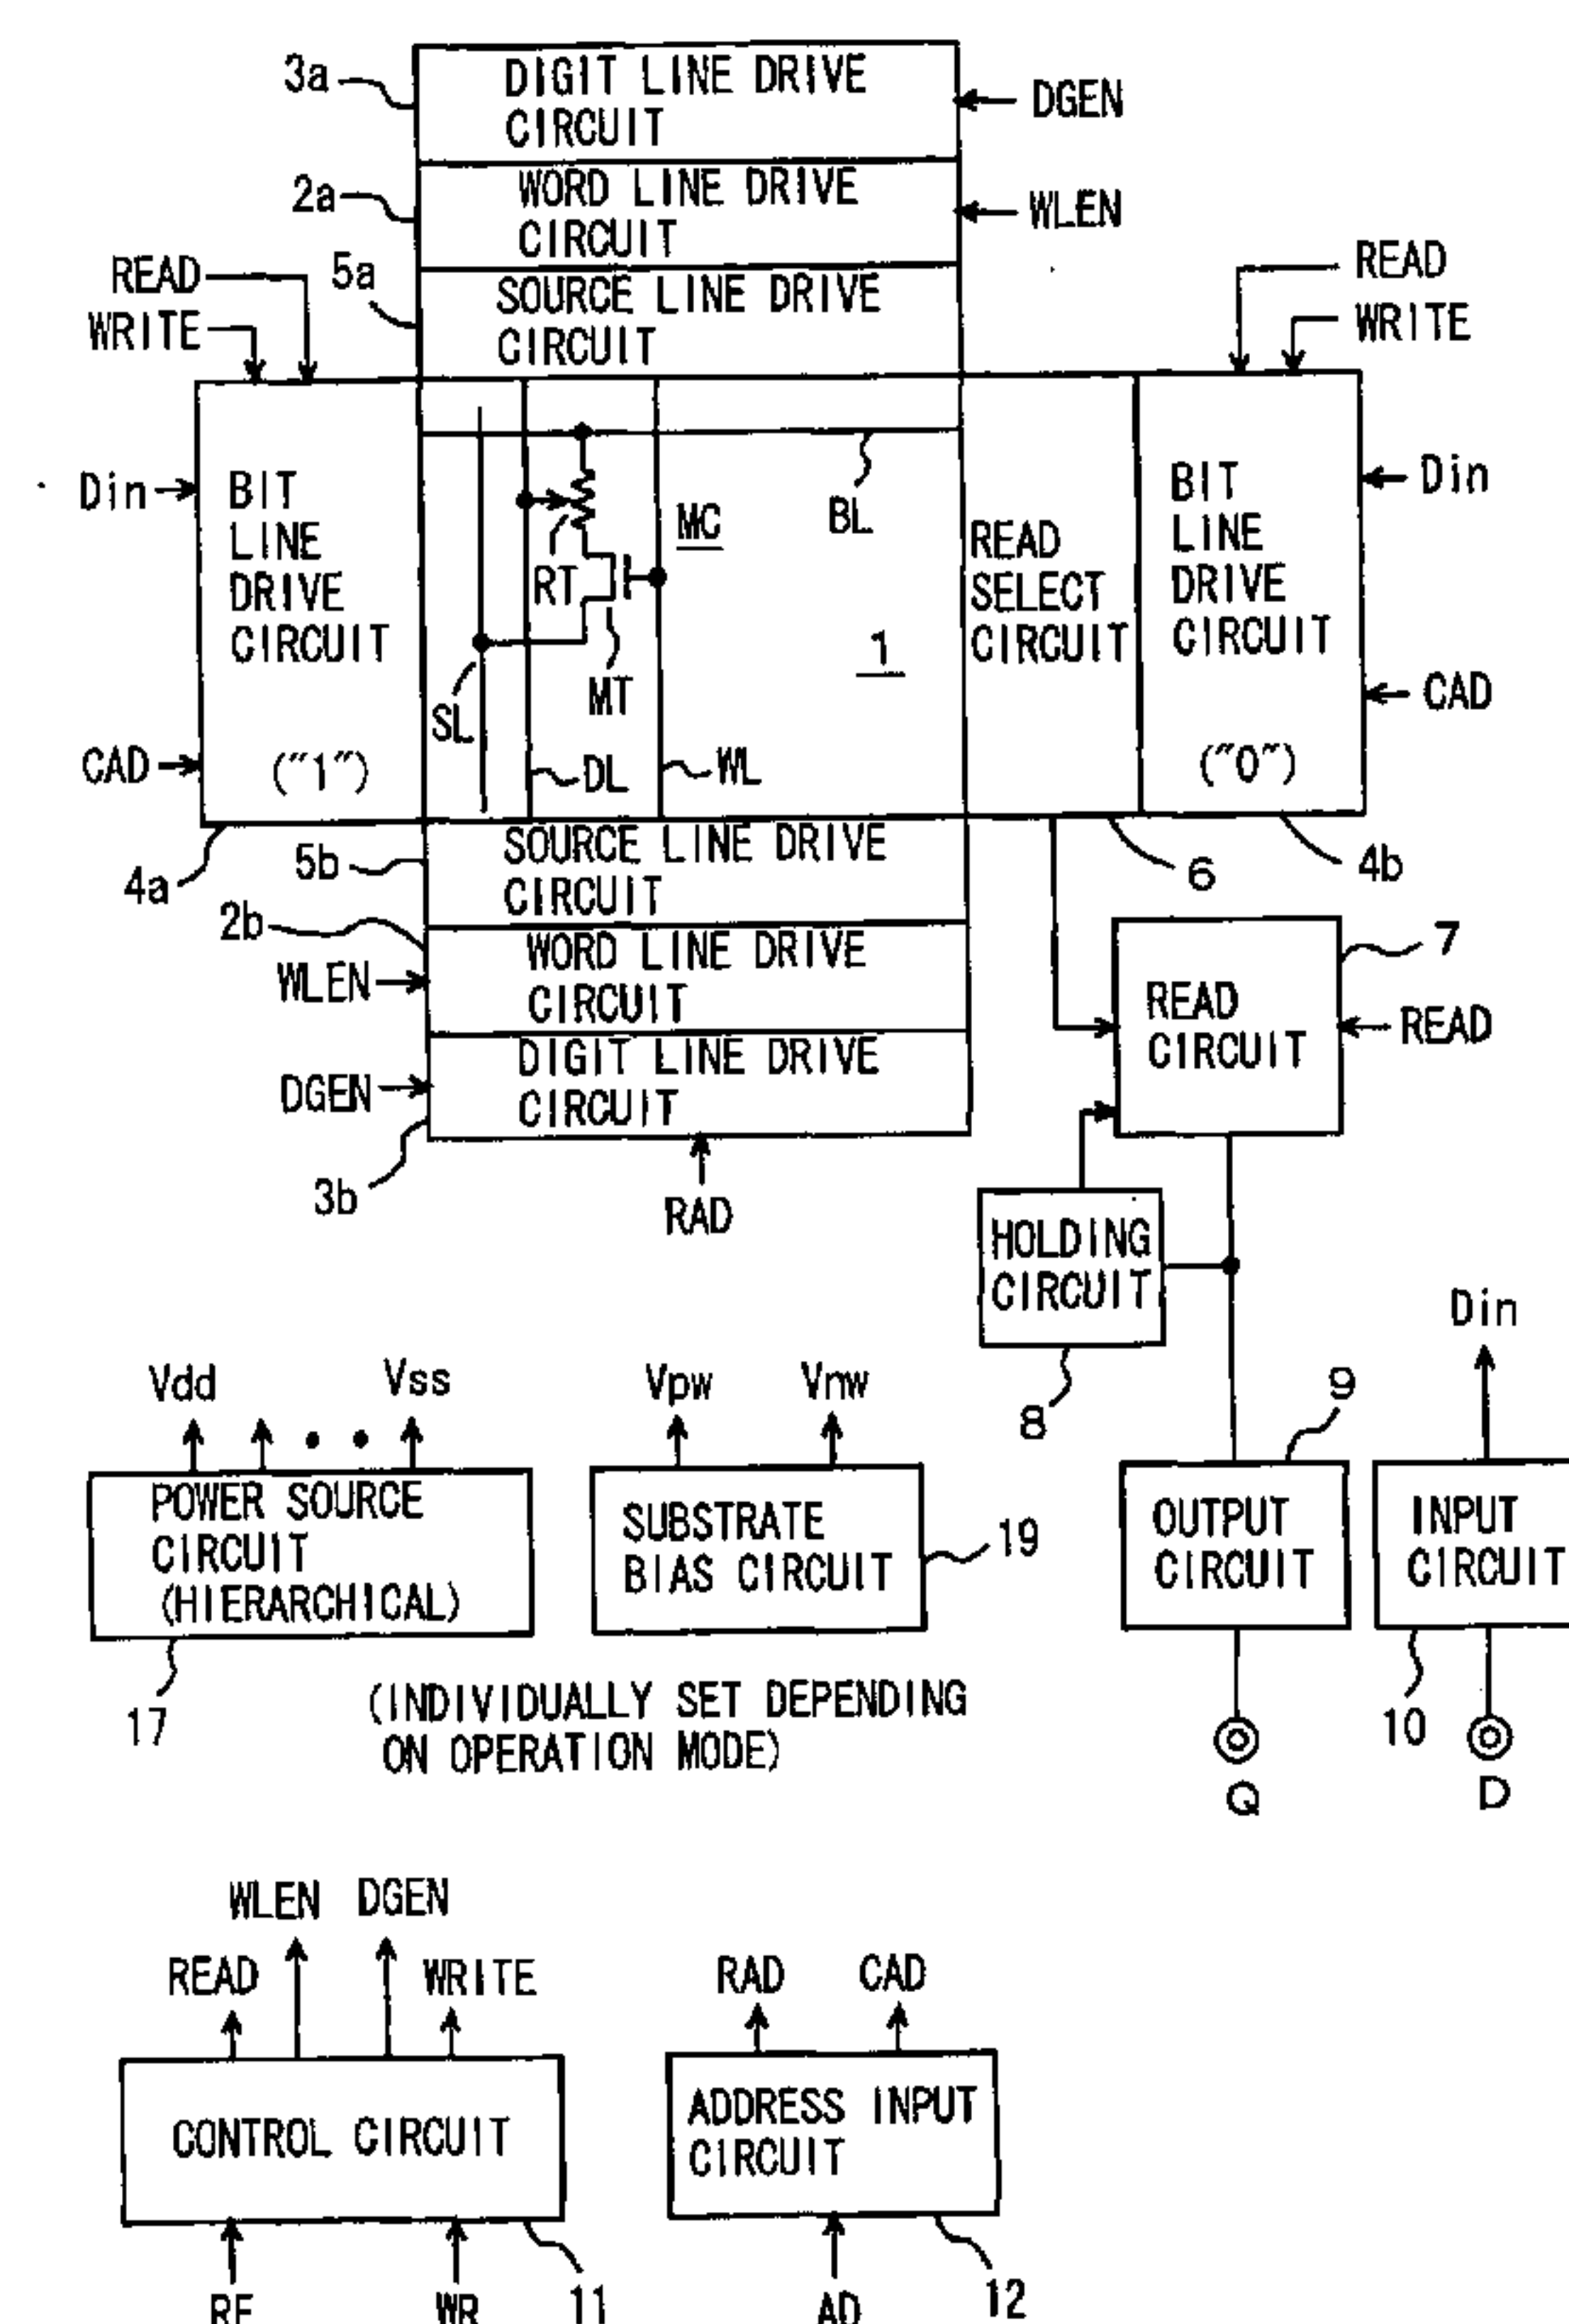 3a
DIGIT LINE DRIVE
CIRCUIT
DGEN
2a
WORD LINE DRIVE
CIRCUIT
WLEN
5a
SOURCE LINE DRIVE
CIRCUIT
READ
WRITE
READ
WRITE
Din
BIT
LINE
DRIVE
CIRCUIT
("1")
CAD
4a
RT
MC
BL
MT
1
SL
DL
WL
READ
SELECT
CIRCUIT
BIT
LINE
DRIVE
CIRCUIT
("0")
Din
CAD
6
4b
5b
SOURCE LINE DRIVE
CIRCUIT
2b
WORD LINE DRIVE
CIRCUIT
WLEN
DIGIT LINE DRIVE
CIRCUIT
DGEN
3b
RAD
READ
CIRCUIT
7
READ
HOLDING
CIRCUIT
8
Din
Vdd
Vss
Vpw
Vnw
9
POWER SOURCE
CIRCUIT
(HIERARCHICAL)
17
SUBSTRATE
BIAS CIRCUIT
19
OUTPUT
CIRCUIT
INPUT
CIRCUIT
10
(INDIVIDUALLY SET DEPENDING
ON OPERATION MODE)
Q
D
WLEN
DGEN
READ
WRITE
RAD
CAD
CONTROL CIRCUIT
11
ADDRESS INPUT
CIRCUIT
12
WR
AD